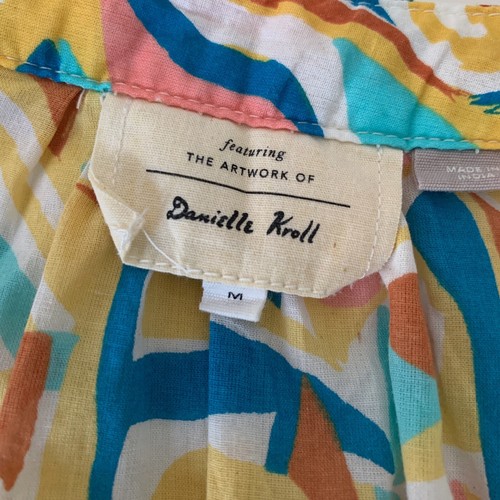 featuring
THE ARTWORK OF
Danielle Kroll
MADE IN
INDIA
M